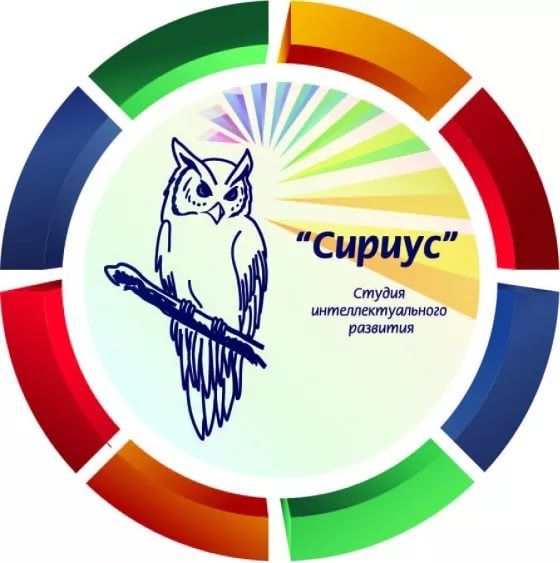 “Сириус”
Студия
интеллектуального
развития